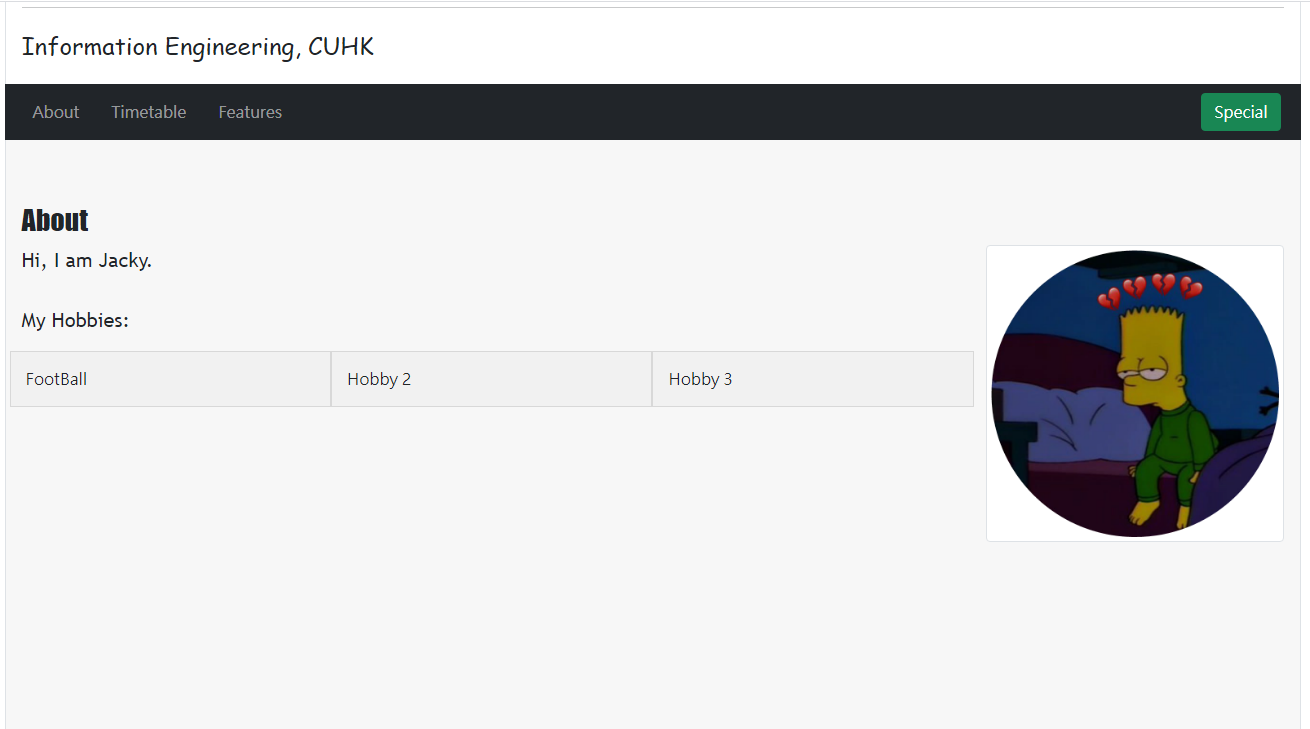 Information Engineering, CUHK
About Timetable Features Special
About
Hi, I am Jacky.
My Hobbies:
FootBall Hobby 2 Hobby 3